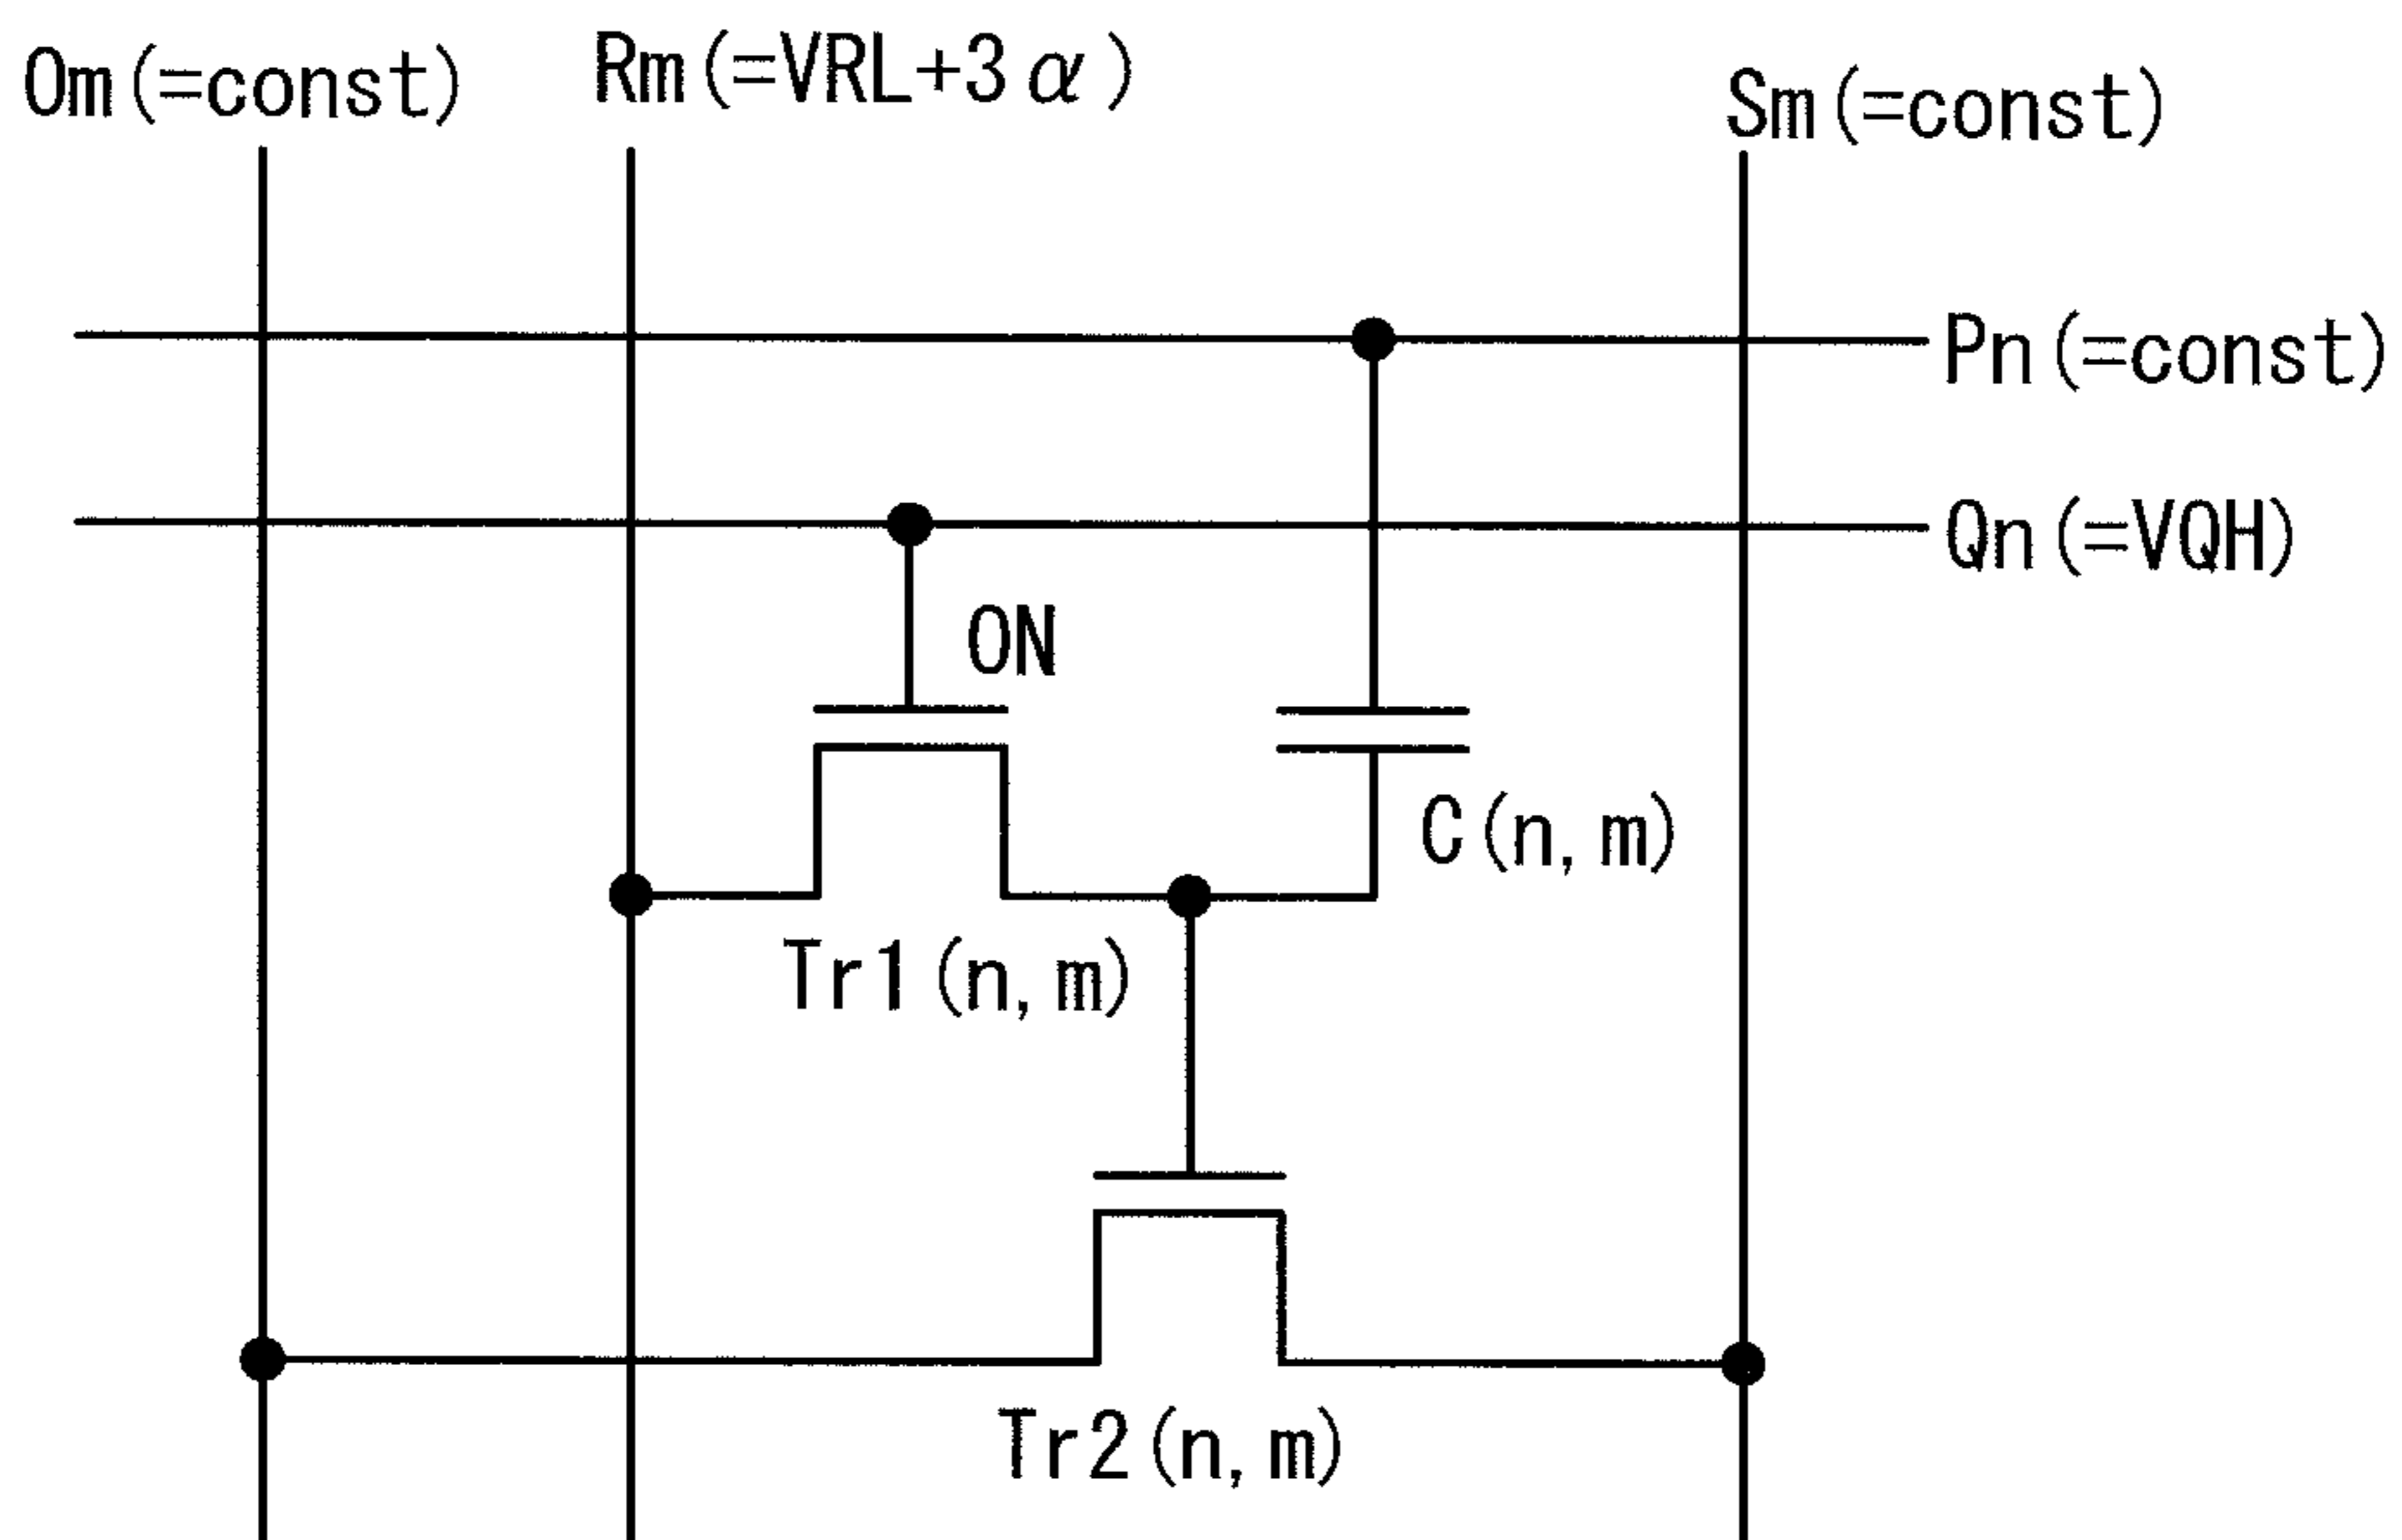 Om(=const)
Rm(=VRL+3α)
Sm(=const)
Pn(=const)
Qn(=VQH)
ON
C(n,m)
Tr1(n,m)
Tr2(n,m)